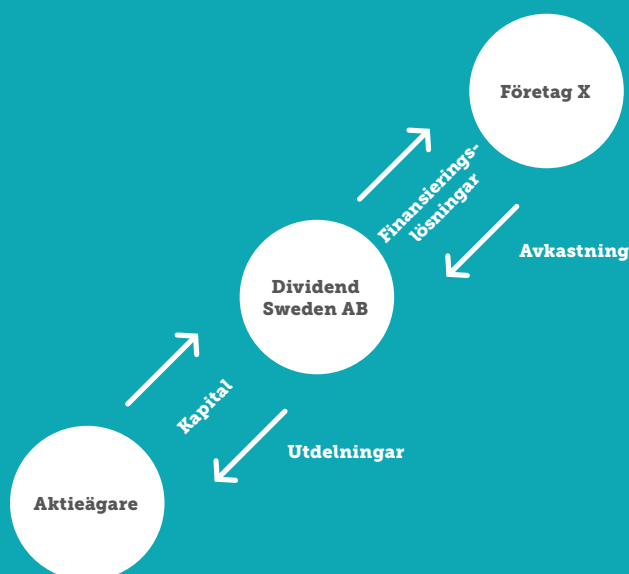 Företag X
Finansierings-
lösningar
Avkastning
Dividend
Sweden AB
Kapital
Utdelningar
Aktieägare